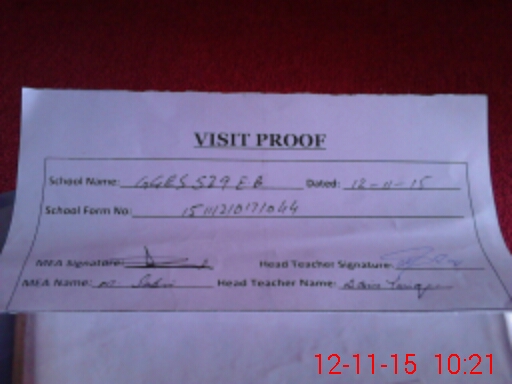 VISIT PROOF
School Name: GGES 529 E.B Dated: 12-11-15
School Form No:
MEA Signature: Head Teacher Signature:
MEA Name: M Head Teacher Name:
12-11-15 10:21